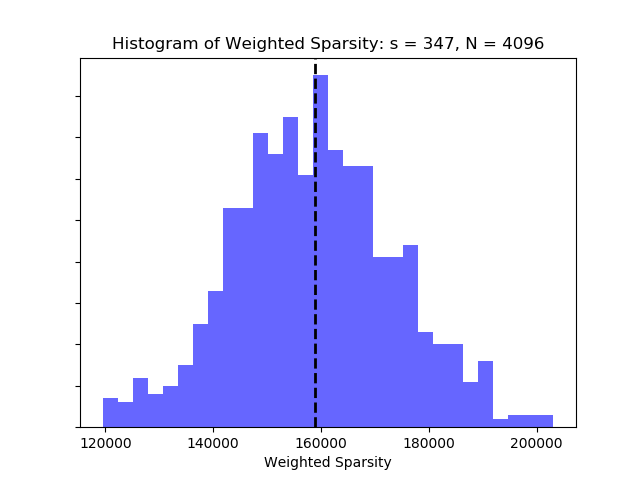 Histogram of Weighted Sparsity: s = 347, N = 4096
120000 140000 160000 180000 200000
Weighted Sparsity